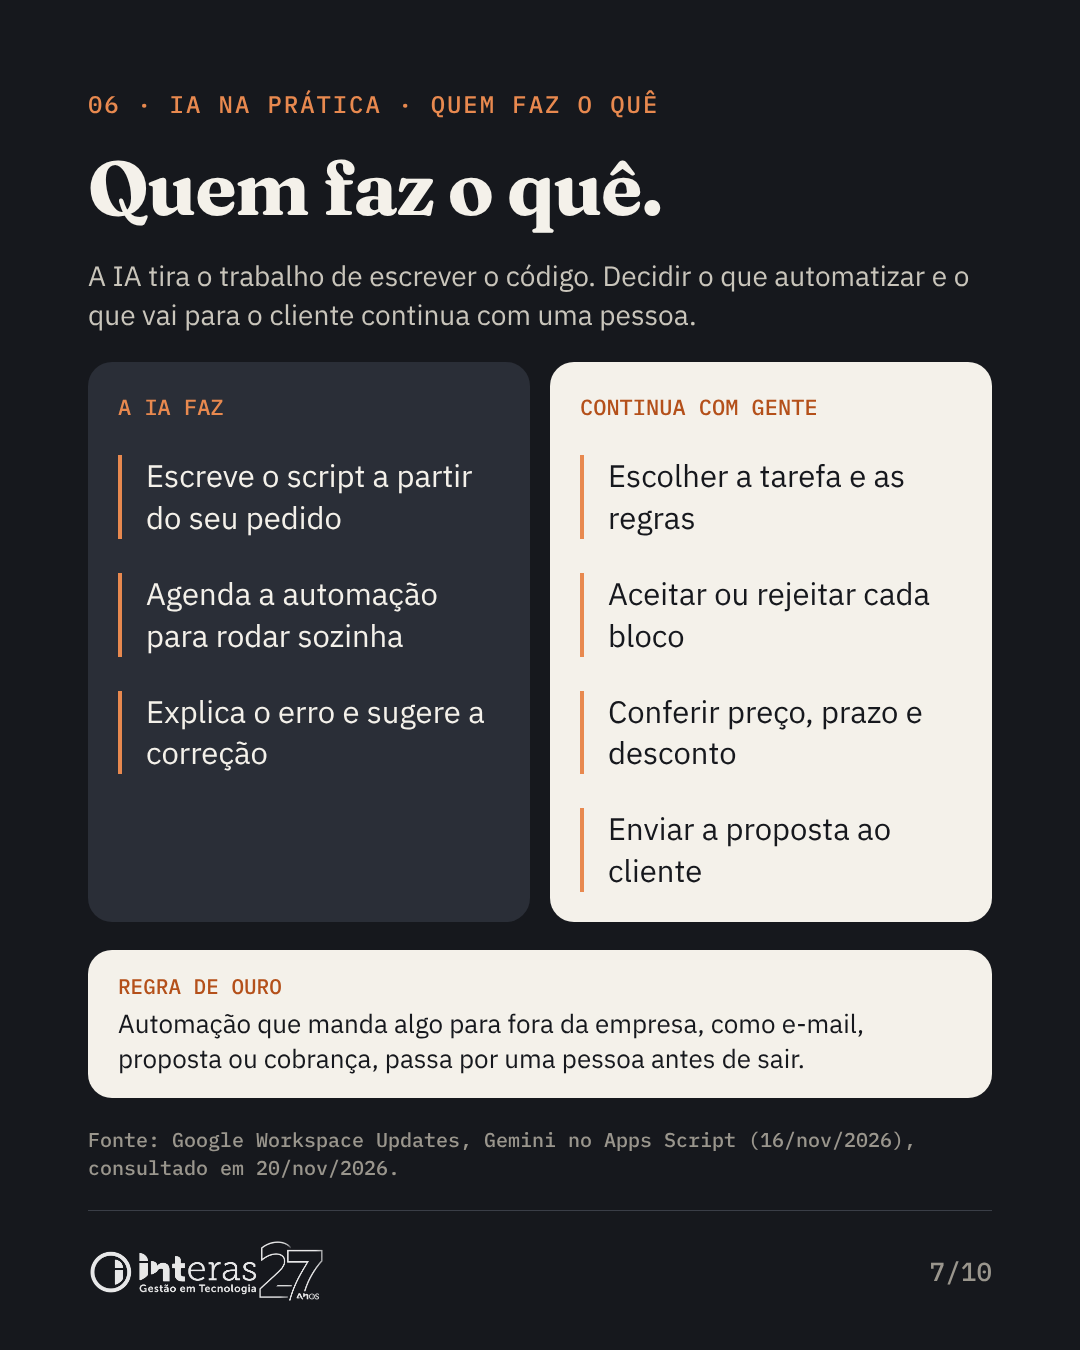 06 · IA NA PRÁTICA · QUEM FAZ O QUÊ
Quem faz o quê.
A IA tira o trabalho de escrever o código. Decidir o que automatizar e o
que vai para o cliente continua com uma pessoa.
A IA FAZ
Escreve o script a partir
do seu pedido
Agenda a automação
para rodar sozinha
Explica o erro e sugere a
correção
CONTINUA COM GENTE
Escolher a tarefa e as
regras
Aceitar ou rejeitar cada
bloco
Conferir preço, prazo e
desconto
Enviar a proposta ao
cliente
REGRA DE OURO
Automação que manda algo para fora da empresa, como e-mail,
proposta ou cobrança, passa por uma pessoa antes de sair.
Fonte: Google Workspace Updates, Gemini no Apps Script (16/nov/2026),
consultado em 20/nov/2026.
interas 27
Gestão em Tecnologia ANOS
7/10